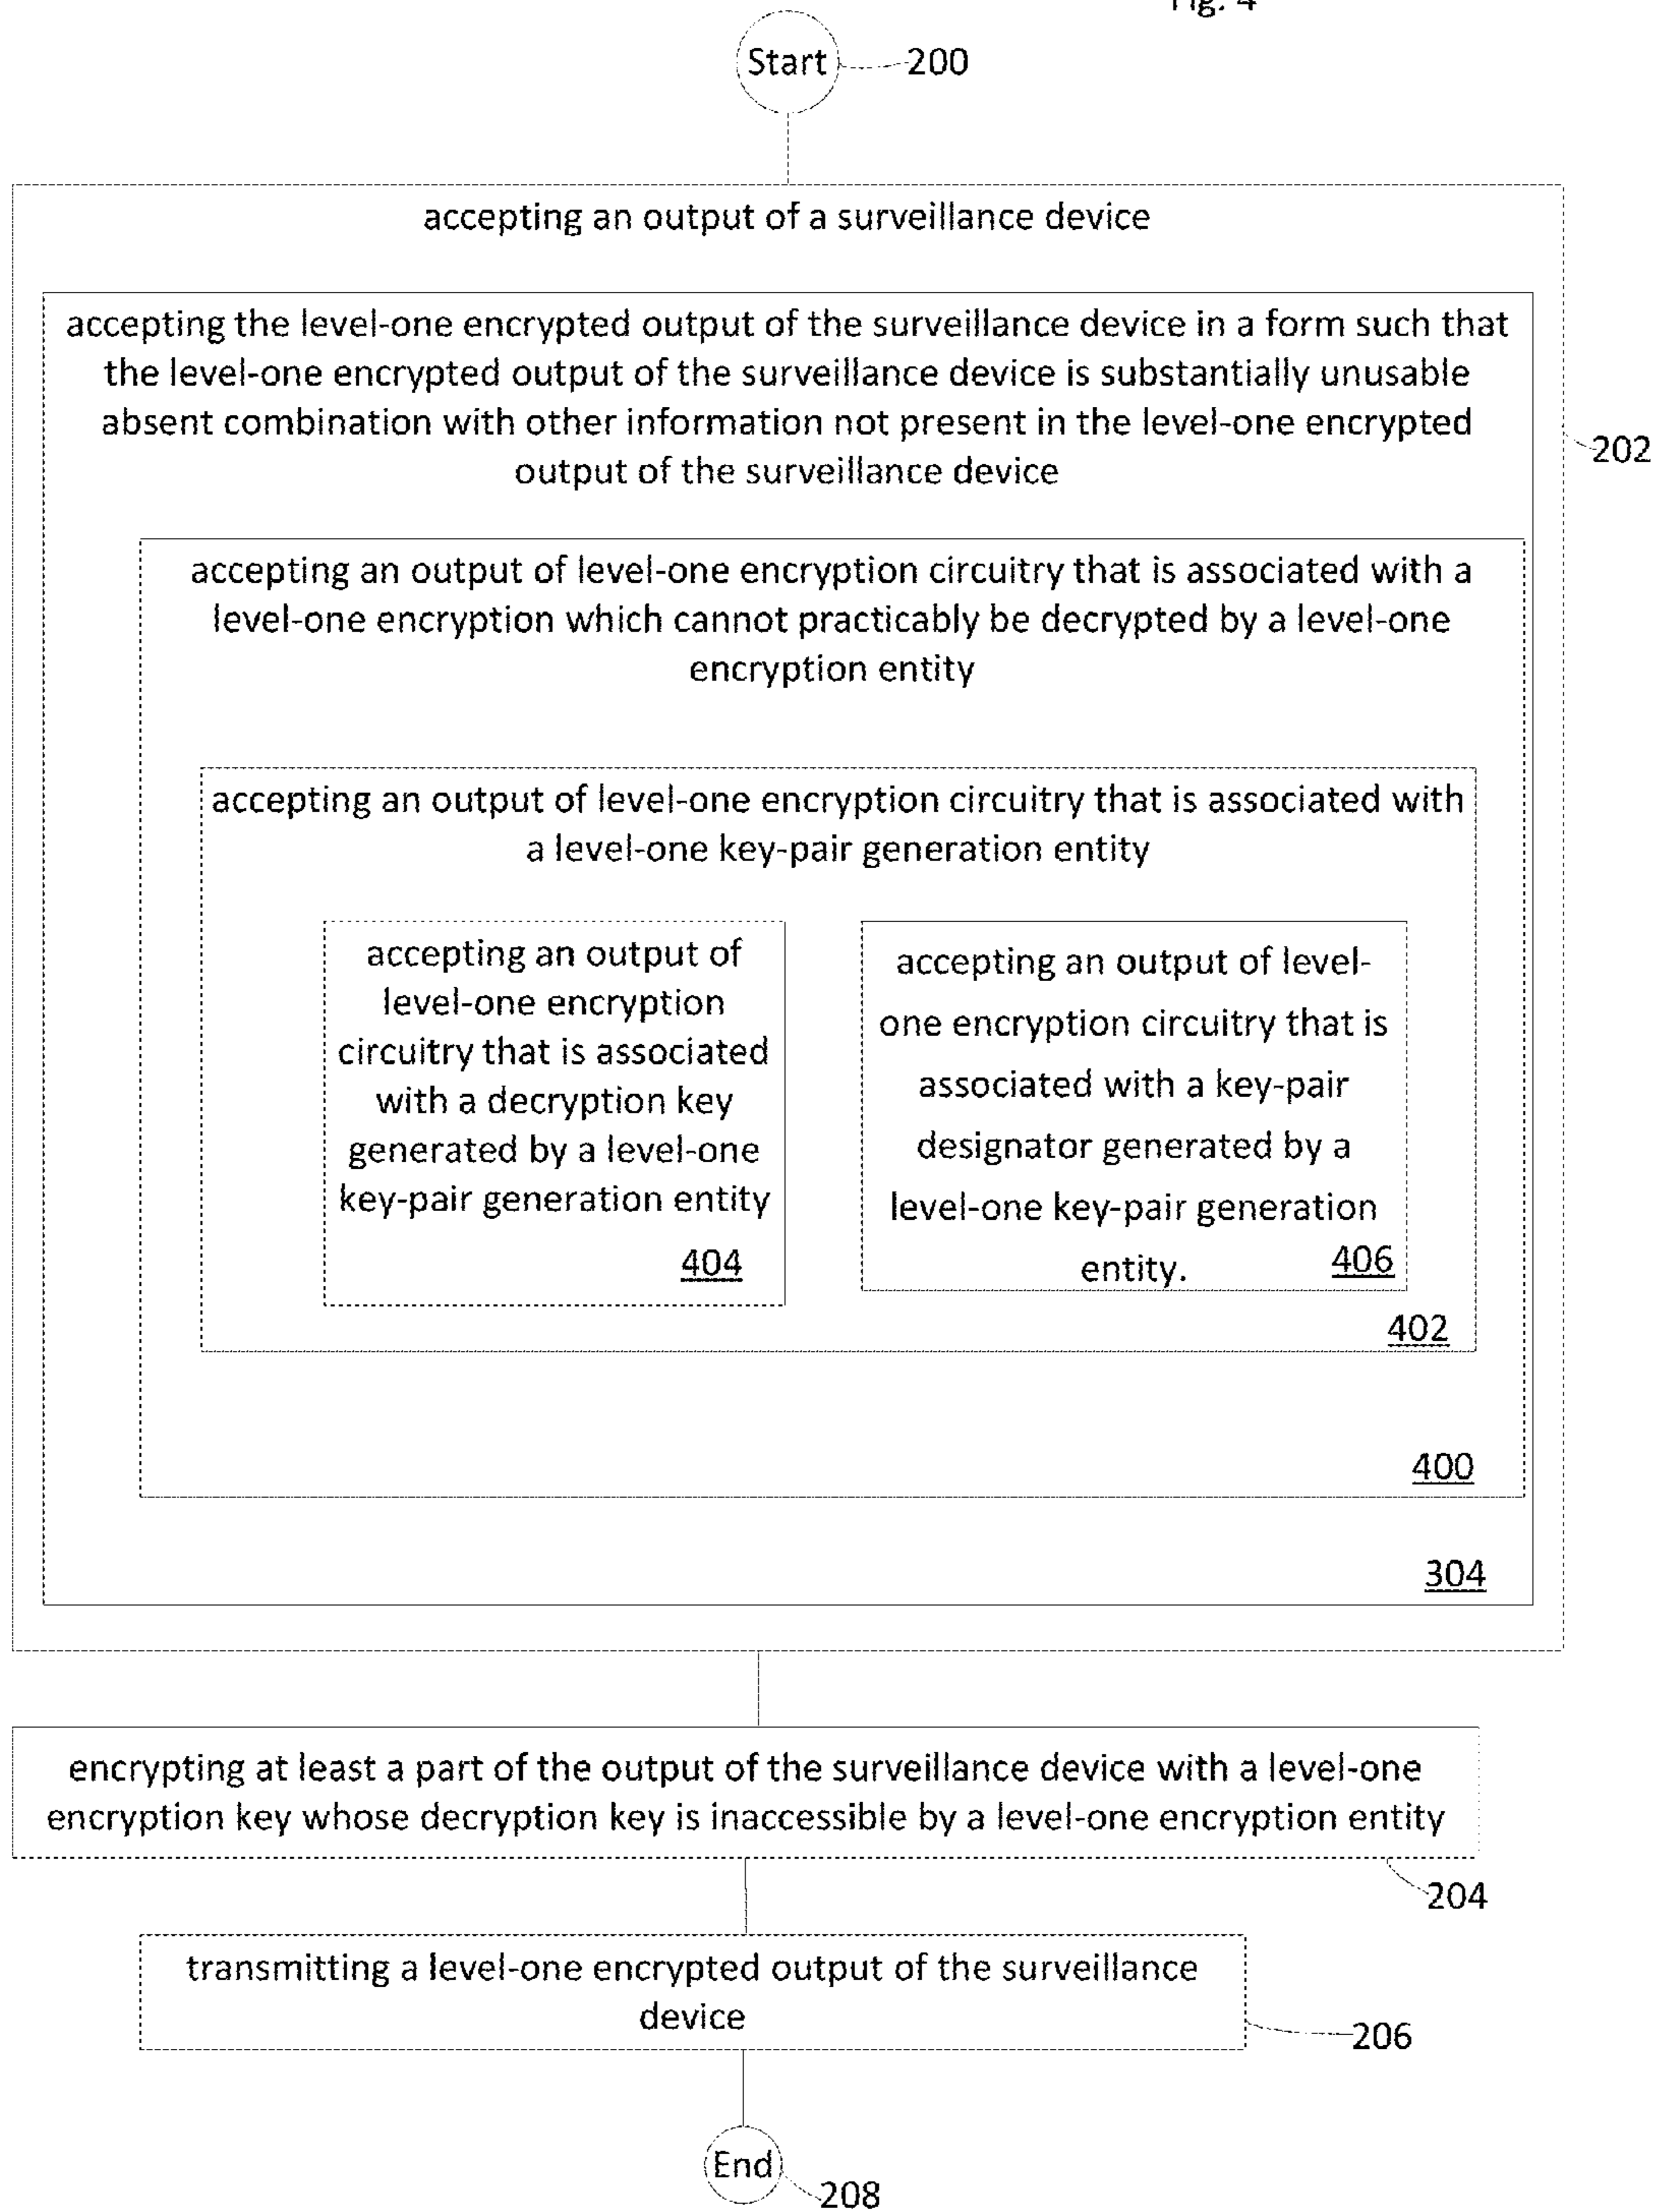 Fig. 4
Start
200
accepting an output of a surveillance device
accepting the level-one encrypted output of the surveillance device in a form such that
the level-one encrypted output of the surveillance device is substantially unusable
absent combination with other information not present in the level-one encrypted
output of the surveillance device
202
accepting an output of level-one encryption circuitry that is associated with a
level-one encryption which cannot practicably be decrypted by a level-one
encryption entity
accepting an output of level-one encryption circuitry that is associated with
a level-one key-pair generation entity
accepting an output of
level-one encryption
circuitry that is associated
with a decryption key
generated by a level-one
key-pair generation entity
404
accepting an output of level-
one encryption circuitry that is
associated with a key-pair
designator generated by a
level-one key-pair generation
entity.
406
402
400
304
encrypting at least a part of the output of the surveillance device with a level-one
encryption key whose decryption key is inaccessible by a level-one encryption entity
204
transmitting a level-one encrypted output of the surveillance
device
206
End
208